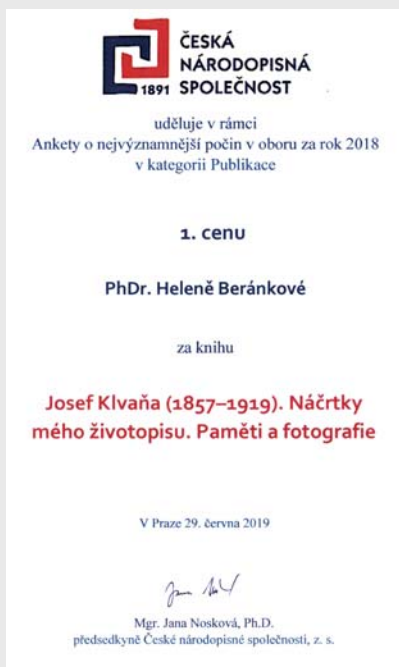 ČESKÁ
NÁRODOPISNÁ
1891 SPOLEČNOST
uděluje v rámci
Ankety o nejvýznamnější počin v oboru za rok 2018
v kategorii Publikace
1. cenu
PhDr. Heleně Beránkové
za knihu
Josef Klvaňa (1857–1919). Náčrtky
mého životopisu. Paměti a fotografie
V Praze 29. června 2019
Mgr. Jana Nosková, Ph.D.
předsedkyně České národopisné společnosti, z. s.